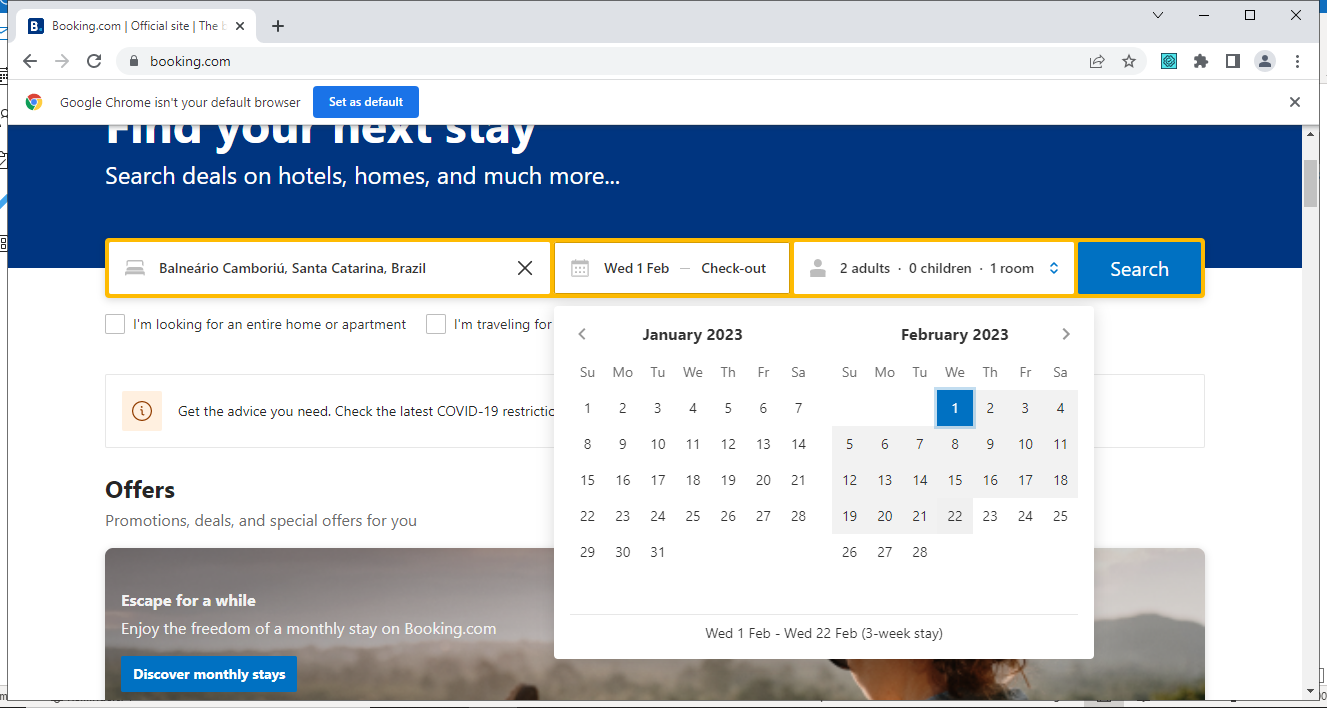 Booking.com | Official site | The
booking.com
Google Chrome isn't your default browser
Set as default
Find your next stay
Search deals on hotels, homes, and much more...
Balneário Camboriú, Santa Catarina, Brazil
Wed 1 Feb — Check-out
2 adults · 0 children · 1 room
Search
I'm looking for an entire home or apartment
I'm traveling for
January 2023
Su Mo Tu We Th Fr Sa
1 2 3 4 5 6 7
8 9 10 11 12 13 14
15 16 17 18 19 20 21
22 23 24 25 26 27 28
29 30 31
February 2023
Su Mo Tu We Th Fr Sa
1 2 3 4
5 6 7 8 9 10 11
12 13 14 15 16 17 18
19 20 21 22 23 24 25
26 27 28
Wed 1 Feb - Wed 22 Feb (3-week stay)
Get the advice you need. Check the latest COVID-19
Offers
Promotions, deals, and special offers for you
Escape for a while
Enjoy the freedom of a monthly stay on Booking.com
Discover monthly stays